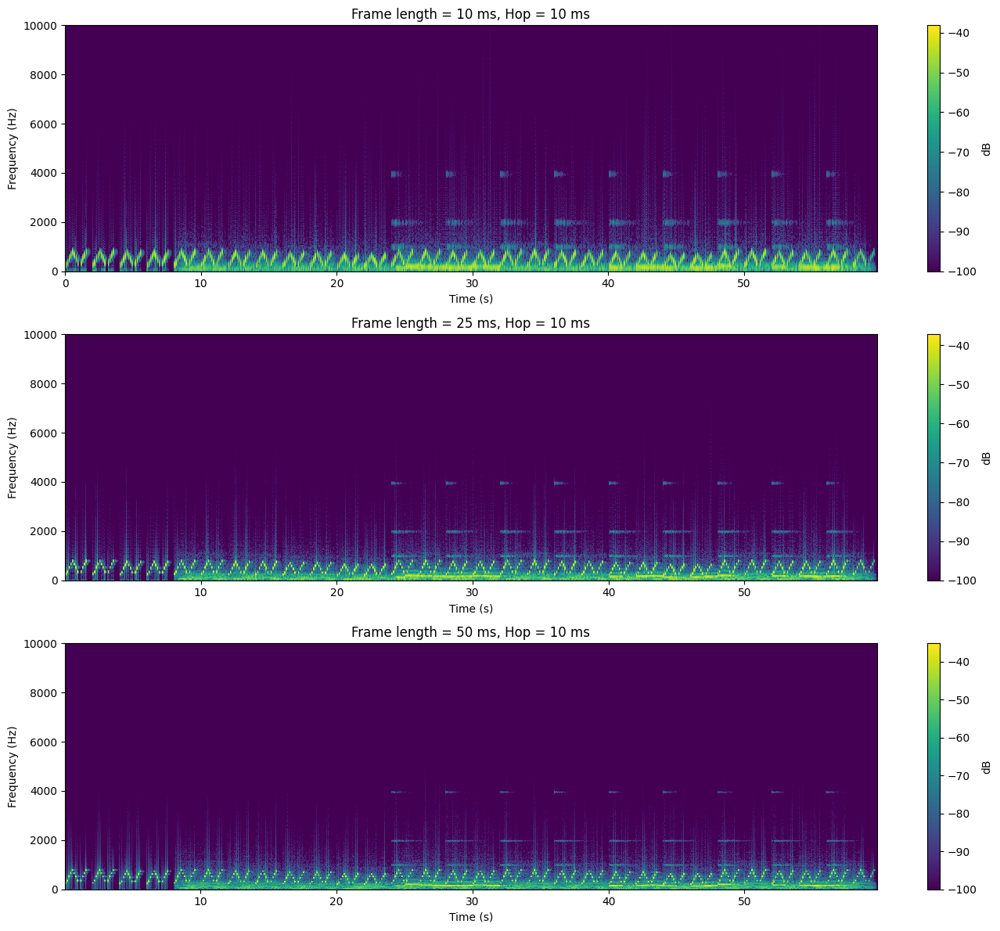 Frame length = 10 ms, Hop = 10 ms
10000
8000
6000
4000
2000
0
Frequency (Hz)
0 10 20 30 40 50
Time (s)
−40
−50
−60
−70
−80
−90
−100
dB
Frame length = 25 ms, Hop = 10 ms
10000
8000
6000
4000
2000
0
Frequency (Hz)
10 20 30 40 50
Time (s)
−40
−50
−60
−70
−80
−90
−100
dB
Frame length = 50 ms, Hop = 10 ms
10000
8000
6000
4000
2000
0
Frequency (Hz)
10 20 30 40 50
Time (s)
−40
−50
−60
−70
−80
−90
−100
dB